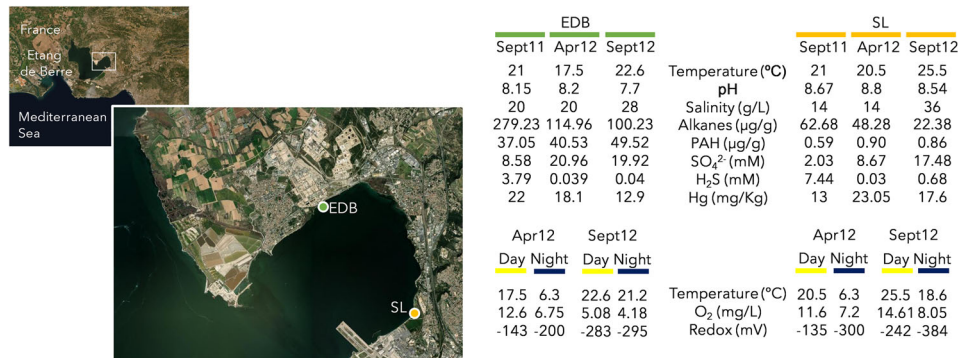 France
Etang
de Berre
Mediterranean
Sea
EDB
SL
EDB SL
Sept11 Apr12 Sept12 Sept11 Apr12 Sept12
21 17.5 22.6 Temperature (ºC) 21 20.5 25.5
8.15 8.2 7.7 pH 8.67 8.8 8.54
20 20 28 Salinity (g/L) 14 14 36
279.23 114.96 100.23 Alkanes (µg/g) 62.68 48.28 22.38
37.05 40.53 49.52 PAH (µg/g) 0.59 0.90 0.86
8.58 20.96 19.92 SO₄²⁻ (mM) 2.03 8.67 17.48
3.79 0.039 0.04 H₂S (mM) 7.44 0.03 0.68
22 18.1 12.9 Hg (mg/Kg) 13 23.05 17.6
Apr12 Sept12 Apr12 Sept12
Day Night Day Night Day Night Day Night
17.5 6.3 22.6 21.2 Temperature (ºC) 20.5 6.3 25.5 18.6
12.6 6.75 5.08 4.18 O₂ (mg/L) 11.6 7.2 14.61 8.05
-143 -200 -283 -295 Redox (mV) -135 -300 -242 -384